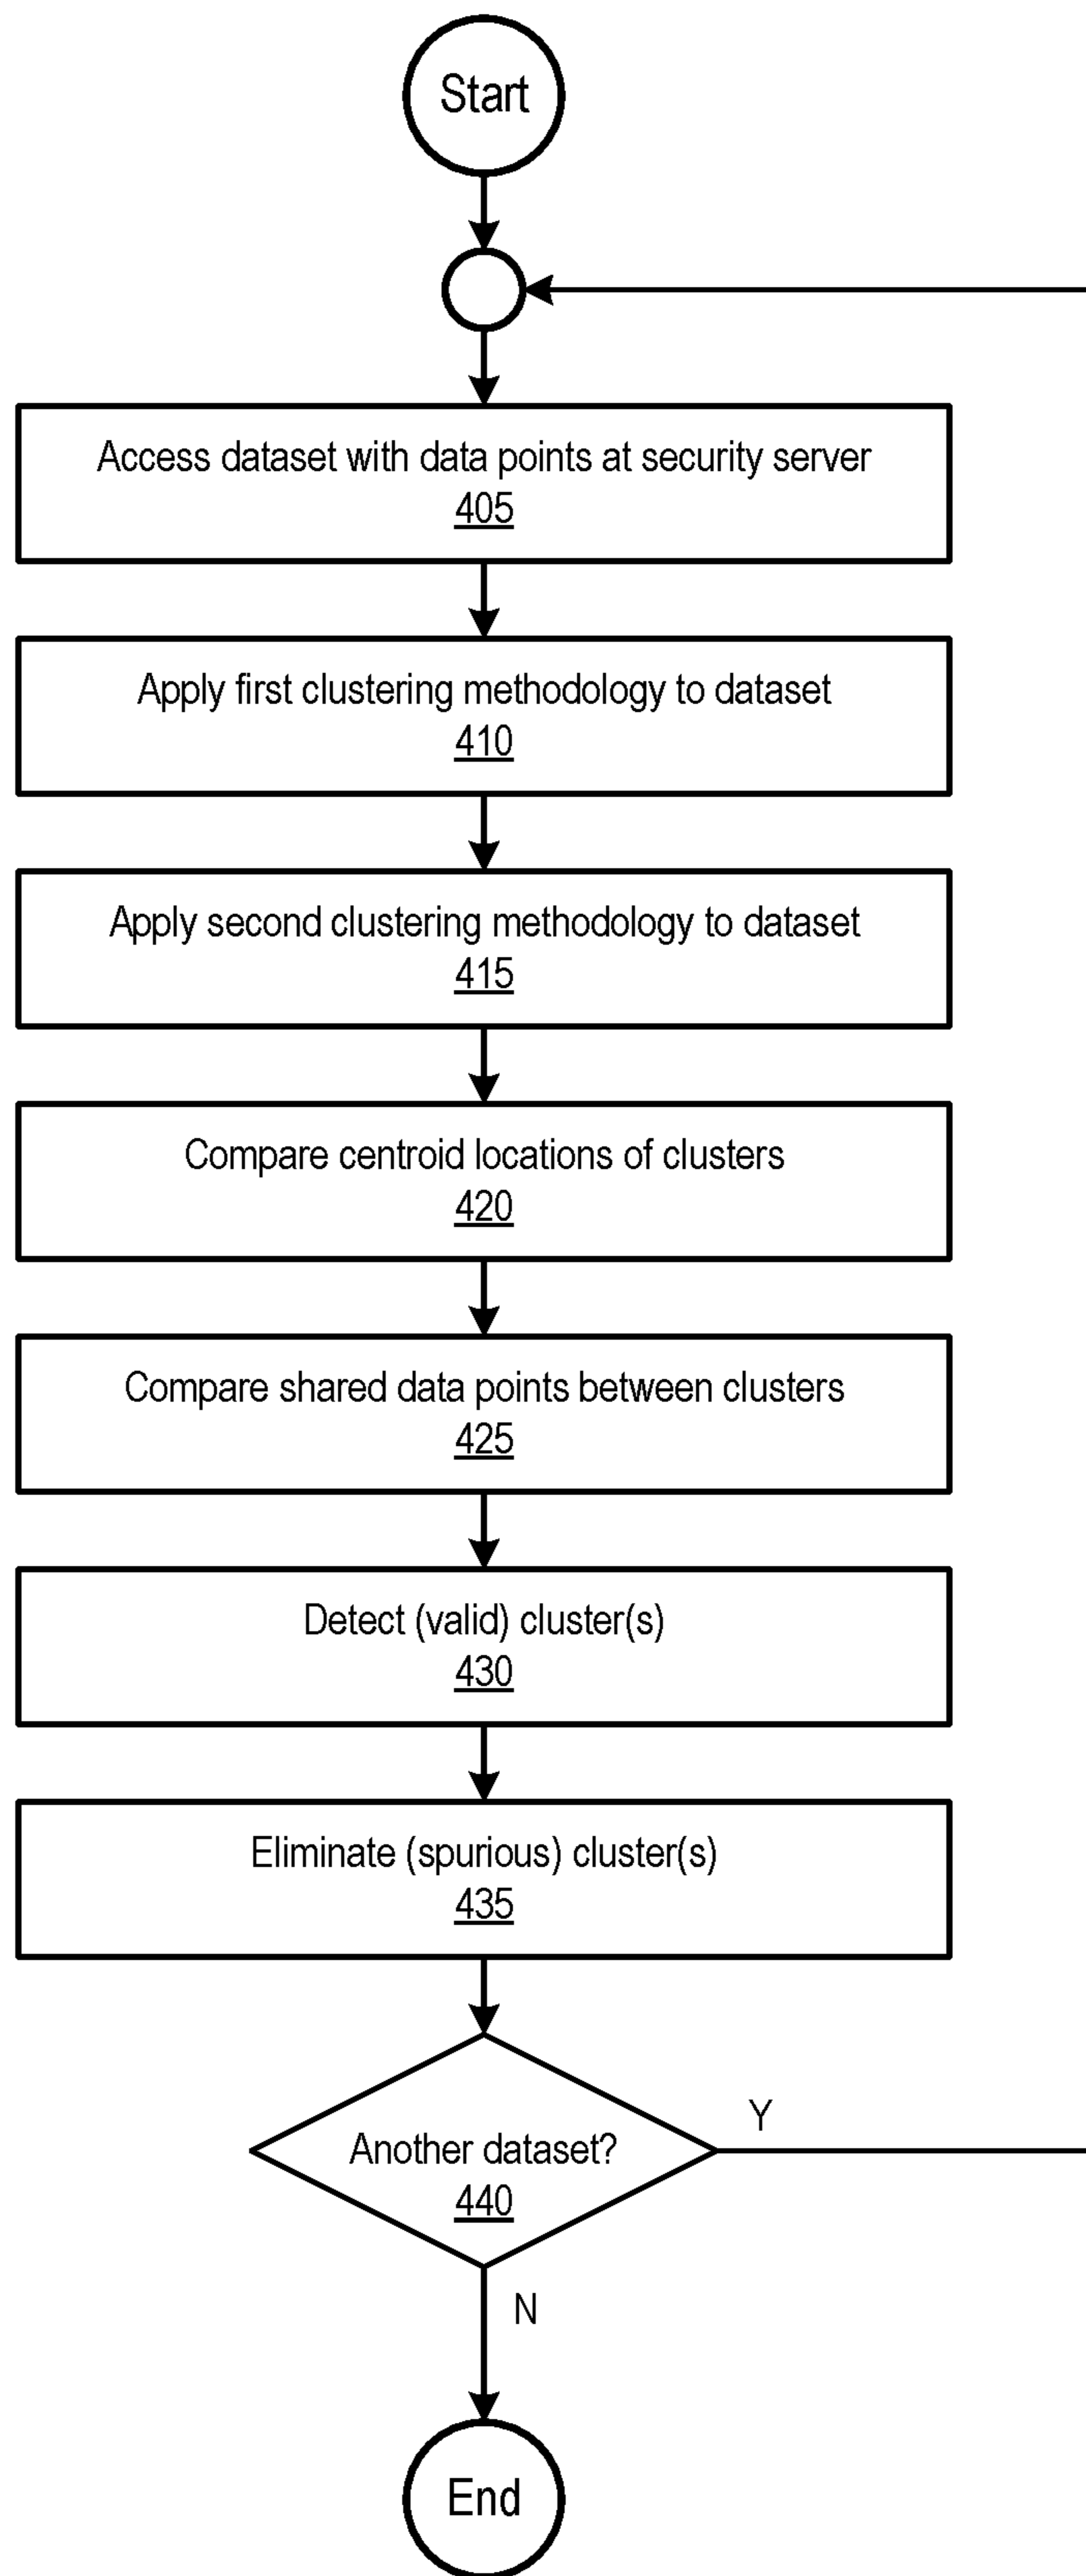 Start
Access dataset with data points at security server
405
Apply first clustering methodology to dataset
410
Apply second clustering methodology to dataset
415
Compare centroid locations of clusters
420
Compare shared data points between clusters
425
Detect (valid) cluster(s)
430
Eliminate (spurious) cluster(s)
435
Another dataset?
440
Y
N
End